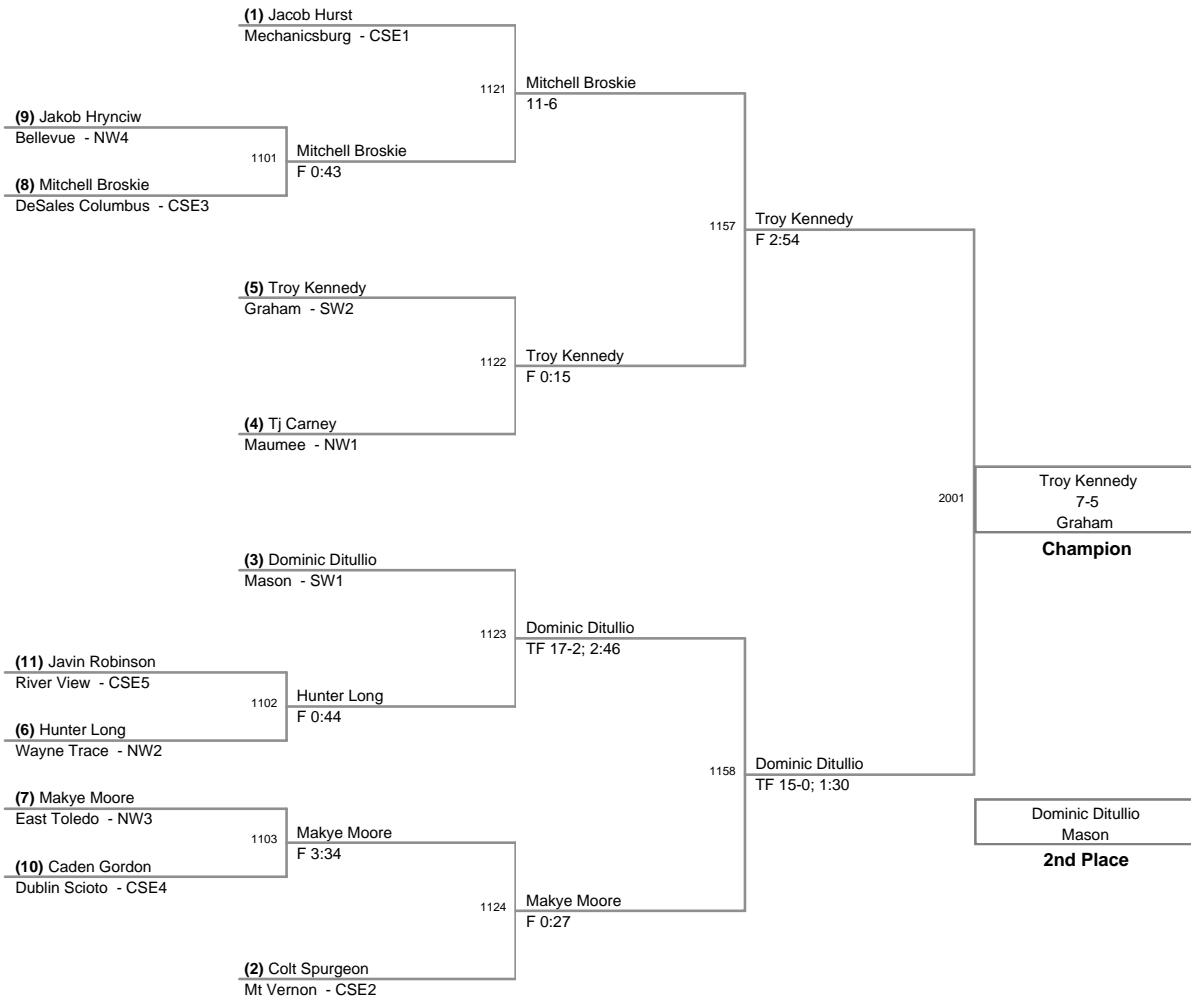 (1) Jacob Hurst
Mechanicsburg - CSE1
1121
Mitchell Broskie
11-6
(9) Jakob Hrynciw
Bellevue - NW4
1101
Mitchell Broskie
F 0:43
(8) Mitchell Broskie
DeSales Columbus - CSE3
1157
Troy Kennedy
F 2:54
(5) Troy Kennedy
Graham - SW2
1122
Troy Kennedy
F 0:15
(4) Tj Carney
Maumee - NW1
2001
Troy Kennedy
7-5
Graham
Champion
(3) Dominic Ditullio
Mason - SW1
1123
Dominic Ditullio
TF 17-2; 2:46
(11) Javin Robinson
River View - CSE5
1102
Hunter Long
F 0:44
(6) Hunter Long
Wayne Trace - NW2
1158
Dominic Ditullio
TF 15-0; 1:30
(7) Makye Moore
East Toledo - NW3
1103
Makye Moore
F 3:34
(10) Caden Gordon
Dublin Scioto - CSE4
Dominic Ditullio
Mason
2nd Place
1124
Makye Moore
F 0:27
(2) Colt Spurgeon
Mt Vernon - CSE2